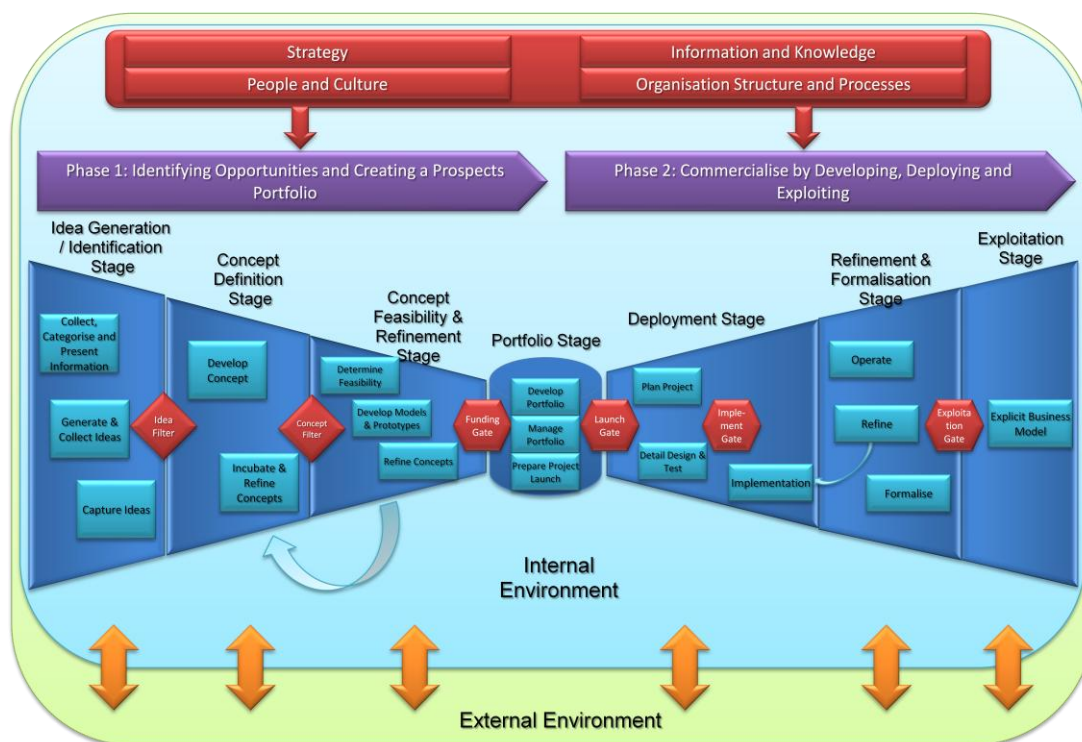 Strategy
Information and Knowledge
People and Culture
Organisation Structure and Processes
Phase 1: Identifying Opportunities and Creating a Prospects
Portfolio
Phase 2: Commercialise by Developing, Deploying and
Exploiting
Idea Generation
/ Identification
Stage
Concept
Definition
Stage
Concept
Feasibility &
Refinement
Stage
Portfolio Stage
Deployment Stage
Refinement &
Formalisation
Stage
Exploitation
Stage
Collect,
Categorise and
Present
Information
Generate &
Collect Ideas
Capture Ideas
Idea
Filter
Develop
Concept
Incubate &
Refine
Concepts
Concept
Filter
Determine
Feasibility
Develop Models
& Prototypes
Refine Concepts
Funding
Gate
Develop
Portfolio
Manage
Portfolio
Prepare Project
Launch
Launch
Gate
Plan Project
Detail Design &
Test
Imple-
ment
Gate
Implementation
Operate
Refine
Formalise
Exploita
tion
Gate
Explicit Business
Model
Internal
Environment
External Environment